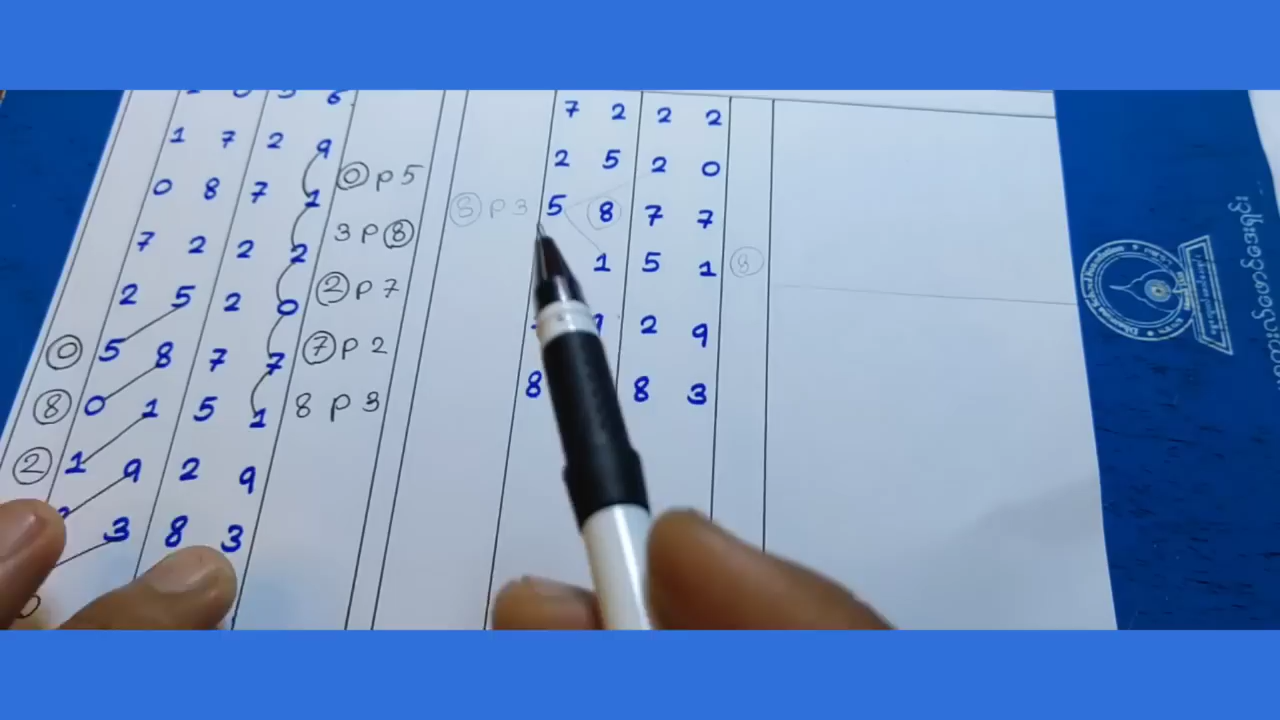 1 7 2 9
0 8 7 1 0 p 5
7 2 2 2 3 p 8
2 5 2 0 2 p 7
0 5 8 7 7 7 p 2
8 0 1 5 1 8 p 3
2 1 9 2 9
3 8 3
7 2 2 2
2 5 2 0
8 p 3 5 8 7 7
1 5 1 8
2 9
8 8 3